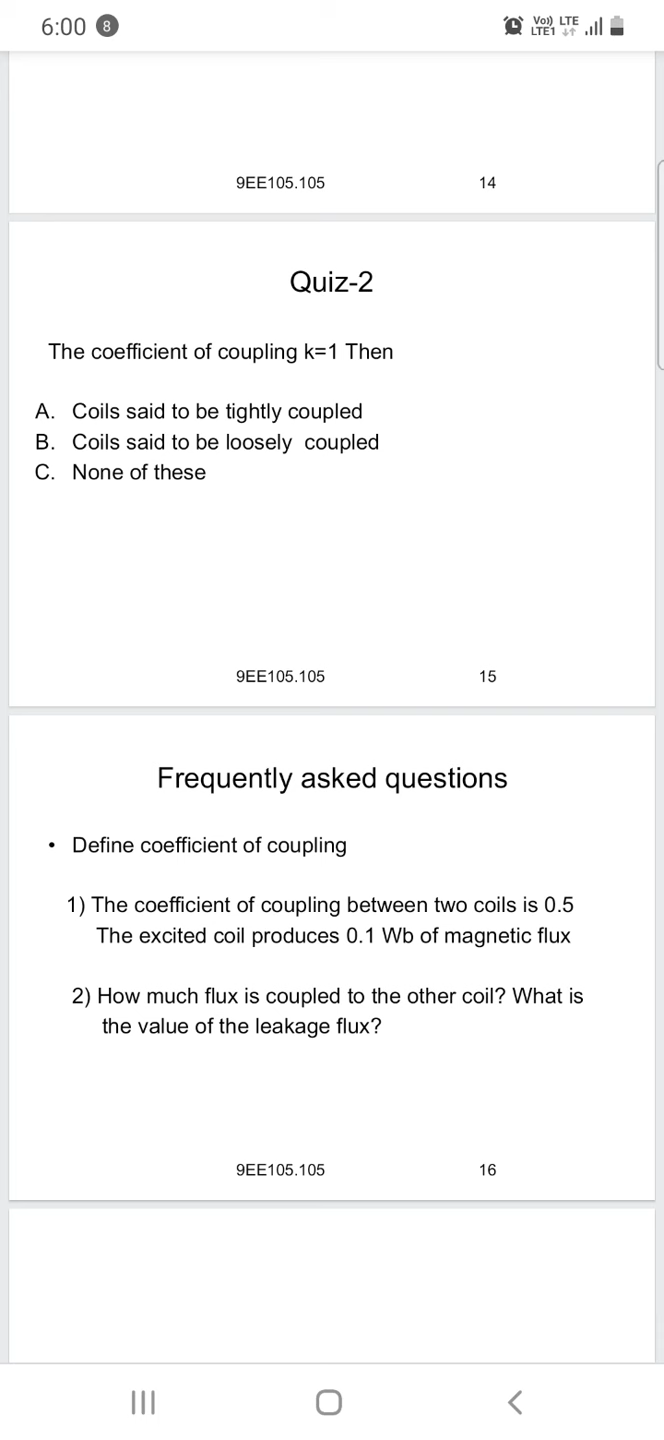 6:00 8 Vo)) LTE
LTE1
9EE105.105 14
Quiz-2
The coefficient of coupling k=1 Then
A. Coils said to be tightly coupled
B. Coils said to be loosely coupled
C. None of these
9EE105.105 15
Frequently asked questions
• Define coefficient of coupling
1) The coefficient of coupling between two coils is 0.5
The excited coil produces 0.1 Wb of magnetic flux
2) How much flux is coupled to the other coil? What is
the value of the leakage flux?
9EE105.105 16